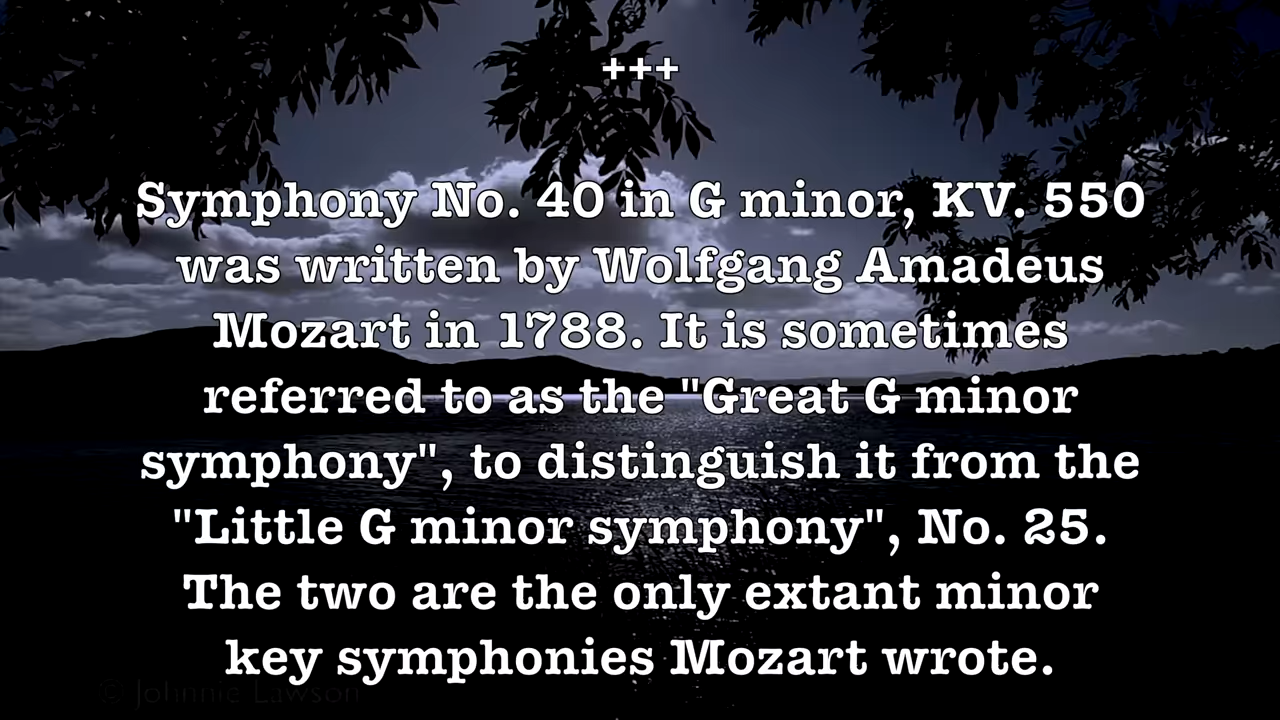 +++
Symphony No. 40 in G minor, KV. 550
was written by Wolfgang Amadeus
Mozart in 1788. It is sometimes
referred to as the "Great G minor
symphony", to distinguish it from the
"Little G minor symphony", No. 25.
The two are the only extant minor
key symphonies Mozart wrote.
© Johnnie Lawson